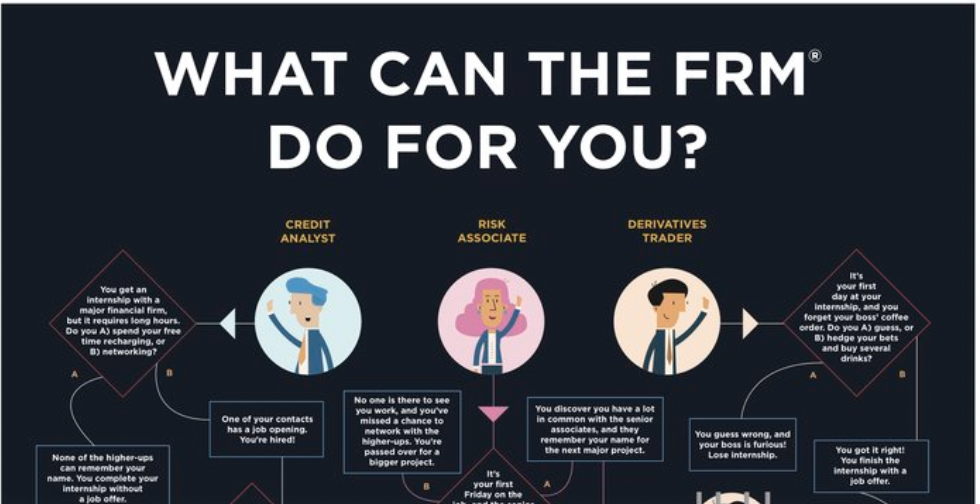 WHAT CAN THE FRM®
DO FOR YOU?
CREDIT
ANALYST
RISK
ASSOCIATE
DERIVATIVES
TRADER
You get an
internship with a
major financial firm,
but it requires long hours.
Do you A) spend your free
time recharging, or
B) networking?
It's
your first
day at your
internship, and you
forget your boss' coffee
order. Do you A) guess, or
B) hedge your bets
and buy several
drinks?
A
B
A
B
One of your contacts
has a job opening.
You're hired!
No one is there to see
you work, and you've
missed a chance to
network with the
higher-ups. You're
passed over for a
bigger project.
You discover you have a lot
in common with the senior
associates, and they
remember your name for
the next major project.
You guess wrong, and
your boss is furious!
Lose internship.
You got it right!
You finish the
internship with a
job offer.
None of the higher-ups
can remember your
name. You complete your
internship without
a job offer.
B
A
It's
your first
Friday on the